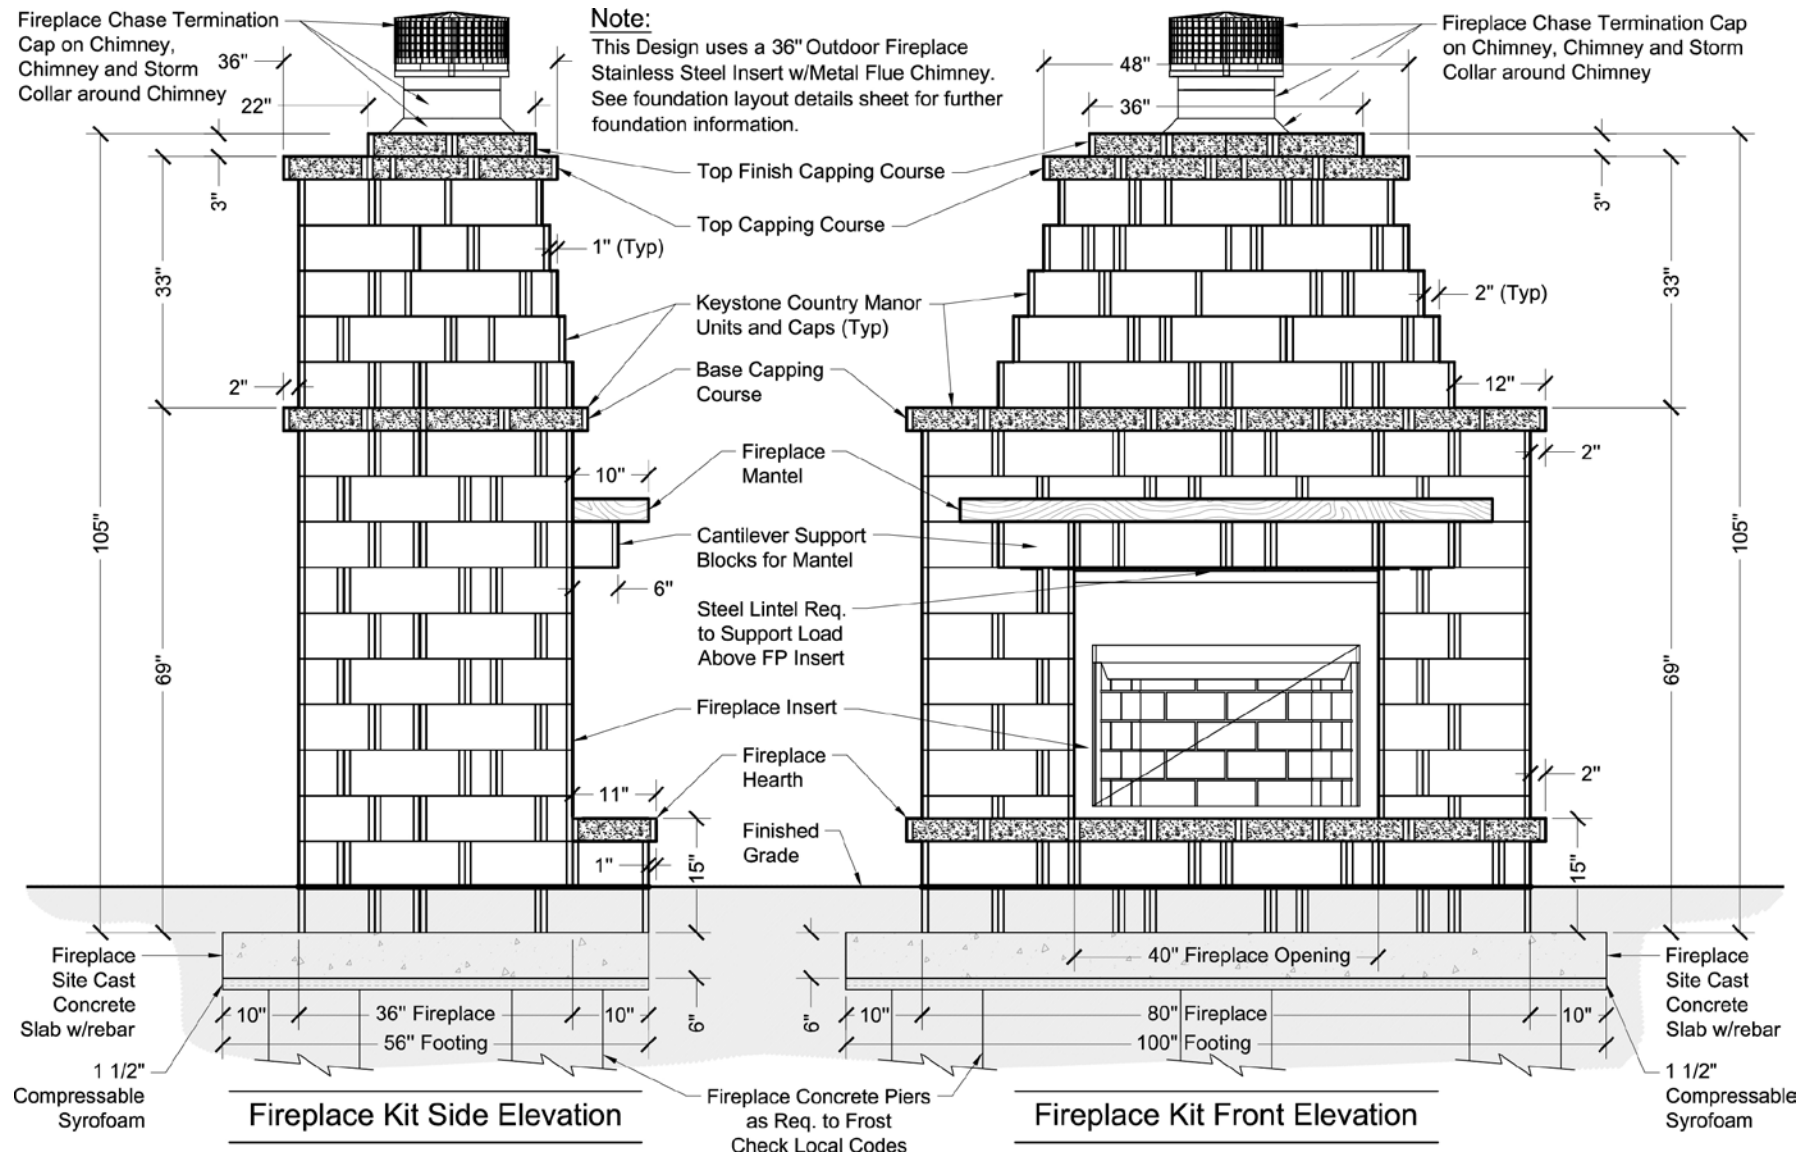 Fireplace Chase Termination
Cap on Chimney,
Chimney and Storm
Collar around Chimney
36"
22"
Note:
This Design uses a 36" Outdoor Fireplace
Stainless Steel Insert w/Metal Flue Chimney.
See foundation layout details sheet for further
foundation information.
48"
36"
Fireplace Chase Termination Cap
on Chimney, Chimney and Storm
Collar around Chimney
3"
Top Finish Capping Course
3"
Top Capping Course
1" (Typ)
33"
Keystone Country Manor
Units and Caps (Typ)
2" (Typ)
33"
2"
Base Capping
Course
12"
10"
Fireplace
Mantel
2"
105"
Cantilever Support
Blocks for Mantel
105"
6"
Steel Lintel Req.
to Support Load
Above FP Insert
69"
69"
Fireplace Insert
Fireplace
Hearth
11"
2"
Finished
Grade
1"
15"
15"
Fireplace
Site Cast
Concrete
Slab w/rebar
40" Fireplace Opening
Fireplace
Site Cast
Concrete
Slab w/rebar
10"
36" Fireplace
10"
6"
6"
10"
80" Fireplace
10"
56" Footing
100" Footing
1 1/2"
Compressable
Syrofoam
Fireplace Concrete Piers
as Req. to Frost
Check Local Codes
1 1/2"
Compressable
Syrofoam
Fireplace Kit Side Elevation
Fireplace Kit Front Elevation